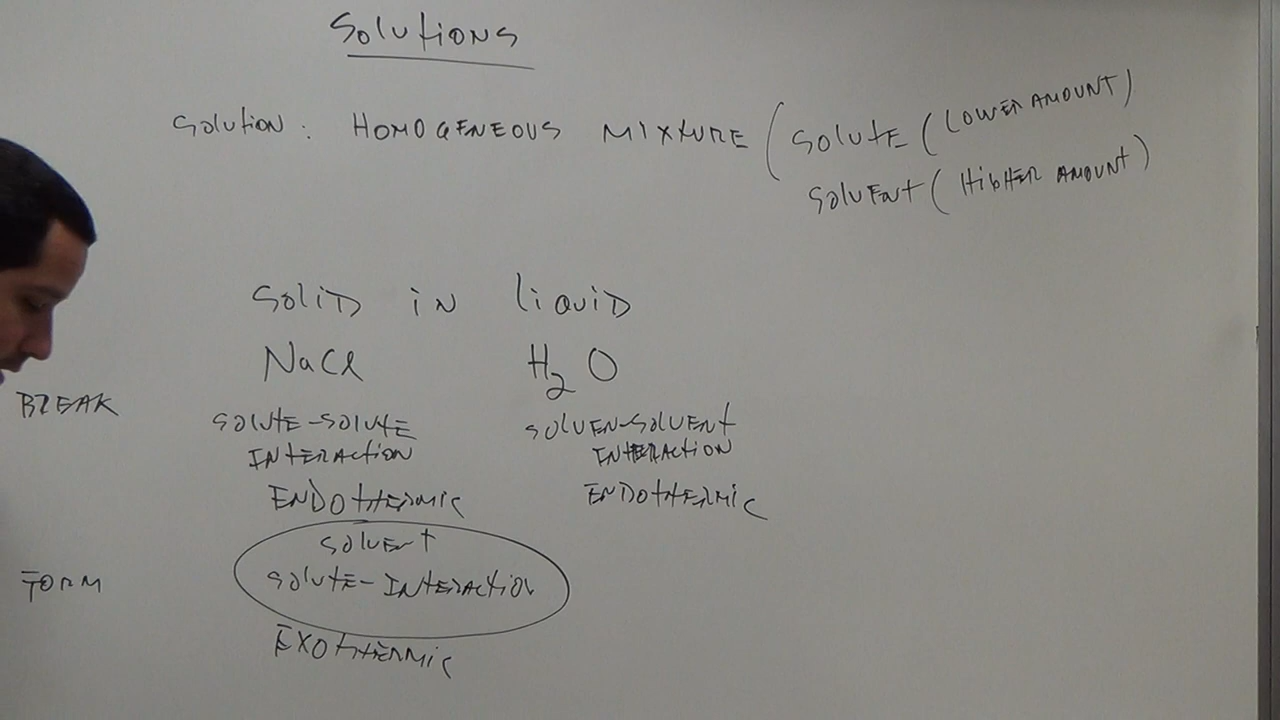 Solutions
Solution: HOMOGENEOUS MIXTURE (SOLUTE (LOWER AMOUNT)
SOLVENT (HIGHER AMOUNT)
SOLID IN LIQUID
NaCl H2O
BREAK
SOLUTE-SOLUTE SOLVEN-SOLVENT
INTERACTION INTERACTION
ENDOTHERMIC ENDOTHERMIC
SOLVENT
FORM SOLUTE-INTERACTION
EXOTHERMIC